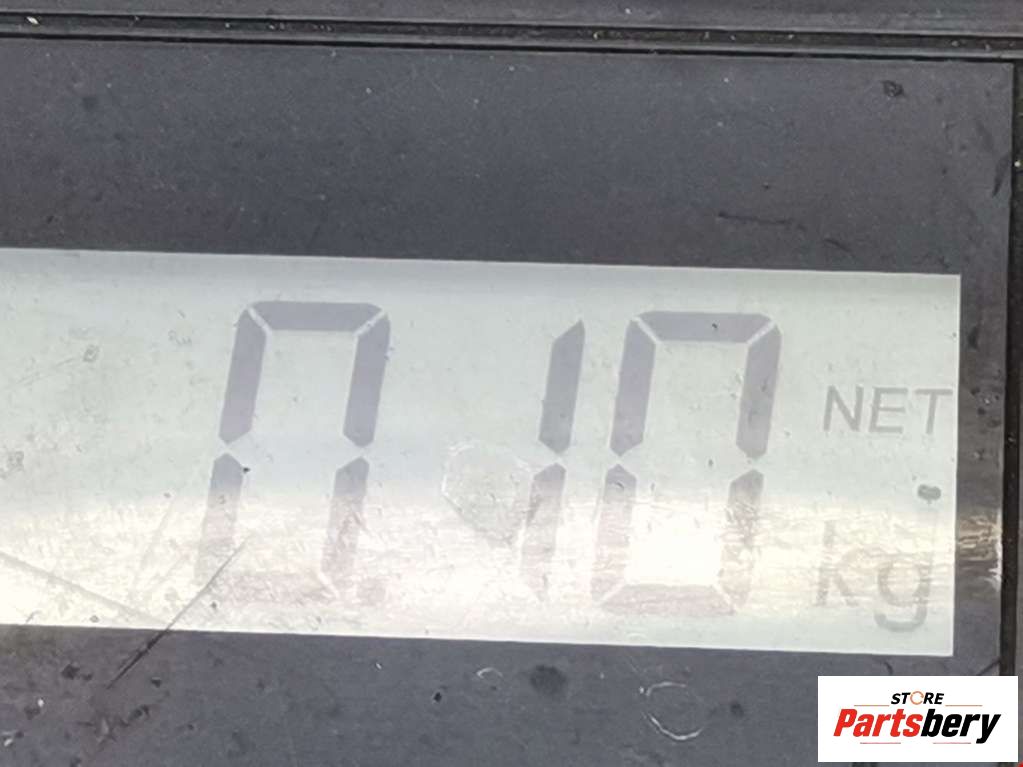 0.10
NET
kg
STORE
Partsbery